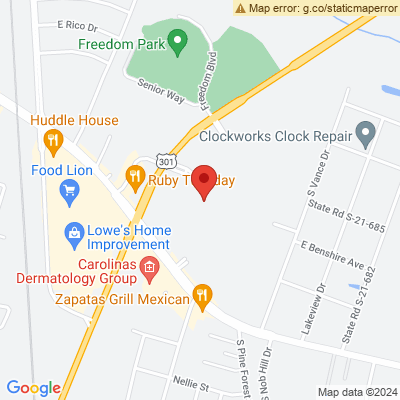 Map error: g.co/staticmaperror
E Rico Dr
Freedom Park
Freedom Blvd
Senior Way
Huddle House
Clockworks Clock Repair
301
Food Lion
Ruby Tuesday
S Vance Dr
State Rd S-21-685
Lowe's Home
Improvement
E Benshire Ave
Carolinas
Dermatology Group
State Rd S-21-682
Lakeview Dr
Zapatas Grill Mexican
S Pine Forest
Nob Hill Dr
Nellie St
Google
Map data ©2024